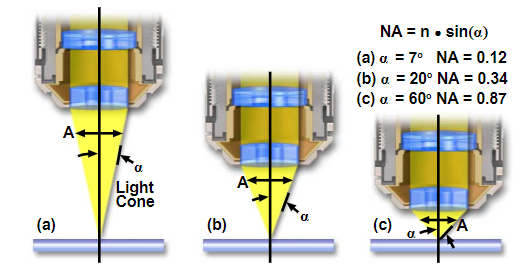 NA = n • sin(α)
(a) α = 7° NA = 0.12
(b) α = 20° NA = 0.34
(c) α = 60° NA = 0.87
A
α
Light
Cone
(a)
A
α
(b)
A
α
(c)